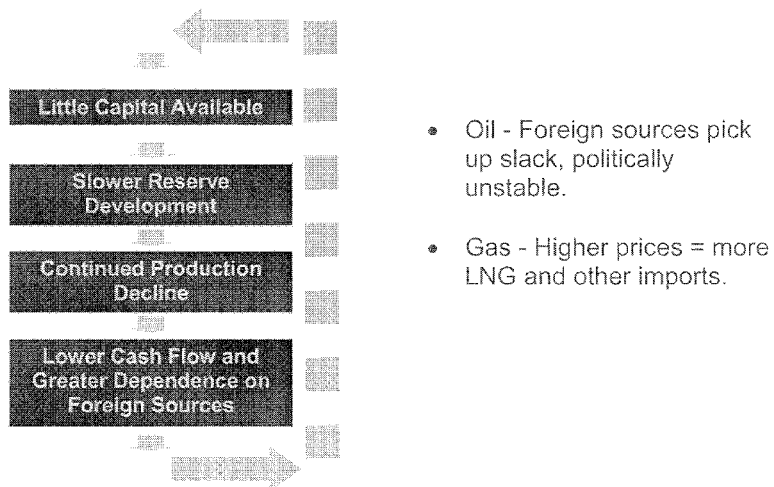 Little Capital Available
Slower Reserve
Development
Continued Production
Decline
Lower Cash Flow and
Greater Dependence on
Foreign Sources
• Oil - Foreign sources pick
up slack, politically
unstable.
• Gas - Higher prices = more
LNG and other imports.